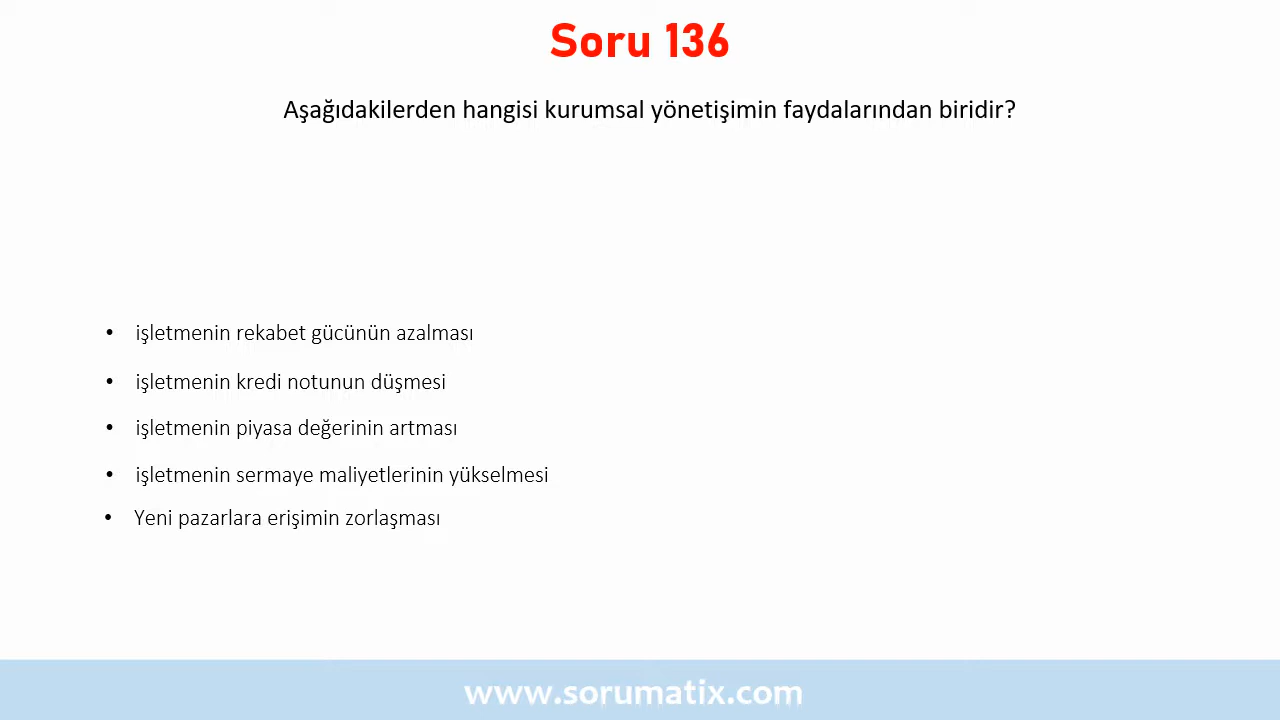 Soru 136
Aşağıdakilerden hangisi kurumsal yönetişimin faydalarından biridir?
• işletmenin rekabet gücünün azalması
• işletmenin kredi notunun düşmesi
• işletmenin piyasa değerinin artması
• işletmenin sermaye maliyetlerinin yükselmesi
• Yeni pazarlara erişimin zorlaşması
www.sorumatix.com